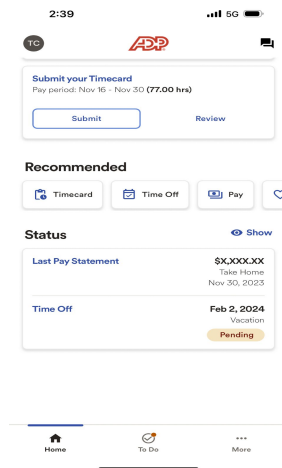 2:39
5G
TC
ADP
Submit your Timecard
Pay period: Nov 16 - Nov 30 (77.00 hrs)
Submit Review
Recommended
Timecard Time Off Pay
Status Show
Last Pay Statement $X,XXX.XX
Take Home
Nov 30, 2023
Time Off Feb 2, 2024
Vacation
Pending
Home To Do More